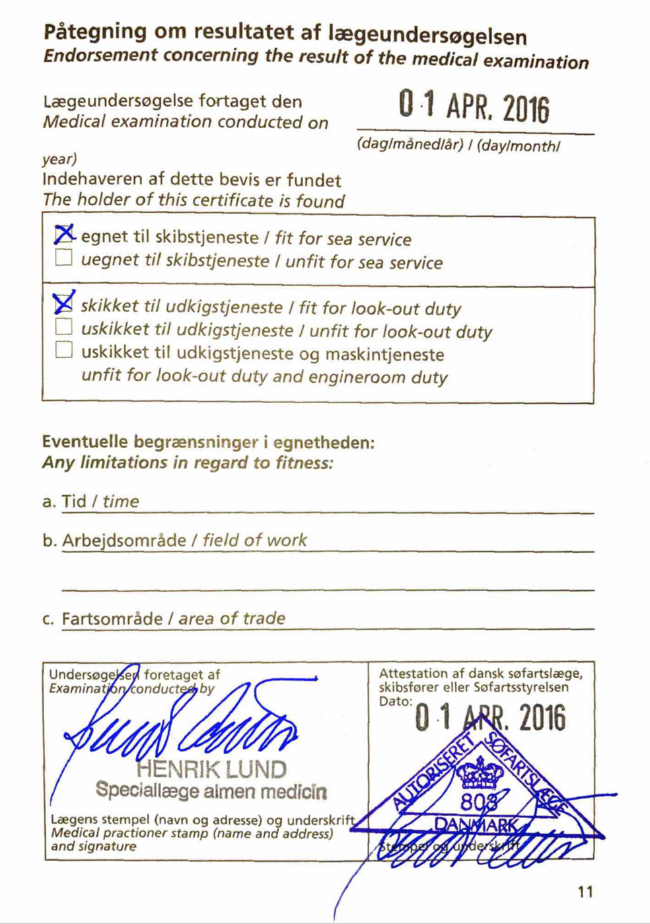 Påtegning om resultatet af lægeundersøgelsen
Endorsement concerning the result of the medical examination
Lægeundersøgelse fortaget den
Medical examination conducted on
01 APR. 2016
(dag/måned/år) / (day/month/
year)
Indehaveren af dette bevis er fundet
The holder of this certificate is found
egnet til skibstjeneste / fit for sea service
uegnet til skibstjeneste / unfit for sea service
skikket til udkigstjeneste / fit for look-out duty
uskikket til udkigstjeneste / unfit for look-out duty
uskikket til udkigstjeneste og maskintjeneste
unfit for look-out duty and engineroom duty
Eventuelle begrænsninger i egnetheden:
Any limitations in regard to fitness:
a. Tid / time
b. Arbejdsområde / field of work
c. Fartsområde / area of trade
Undersøgelsen foretaget af
Examination conducted by
HENRIK LUND
Speciallæge almen medicin
Lægens stempel (navn og adresse) og underskrift
Medical practioner stamp (name and address)
and signature
Attestation af dansk søfartslæge,
skibsfører eller Søfartsstyrelsen
Dato:
01 APR. 2016
AUTORISERET SØFARTSLÆGE
803
DANMARK
Stempel og underskrift
11